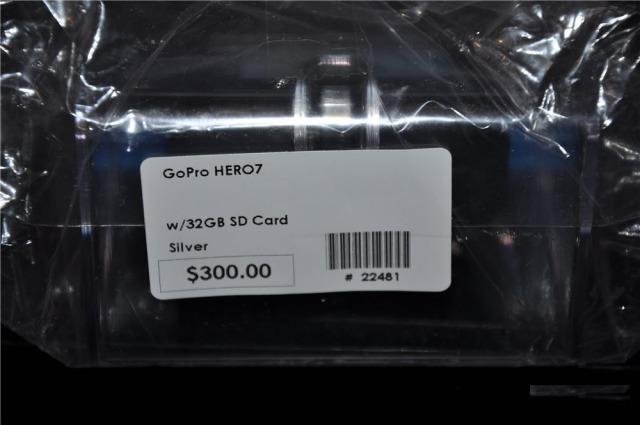 GoPro HERO7
w/32GB SD Card
Silver
$300.00
# 22481